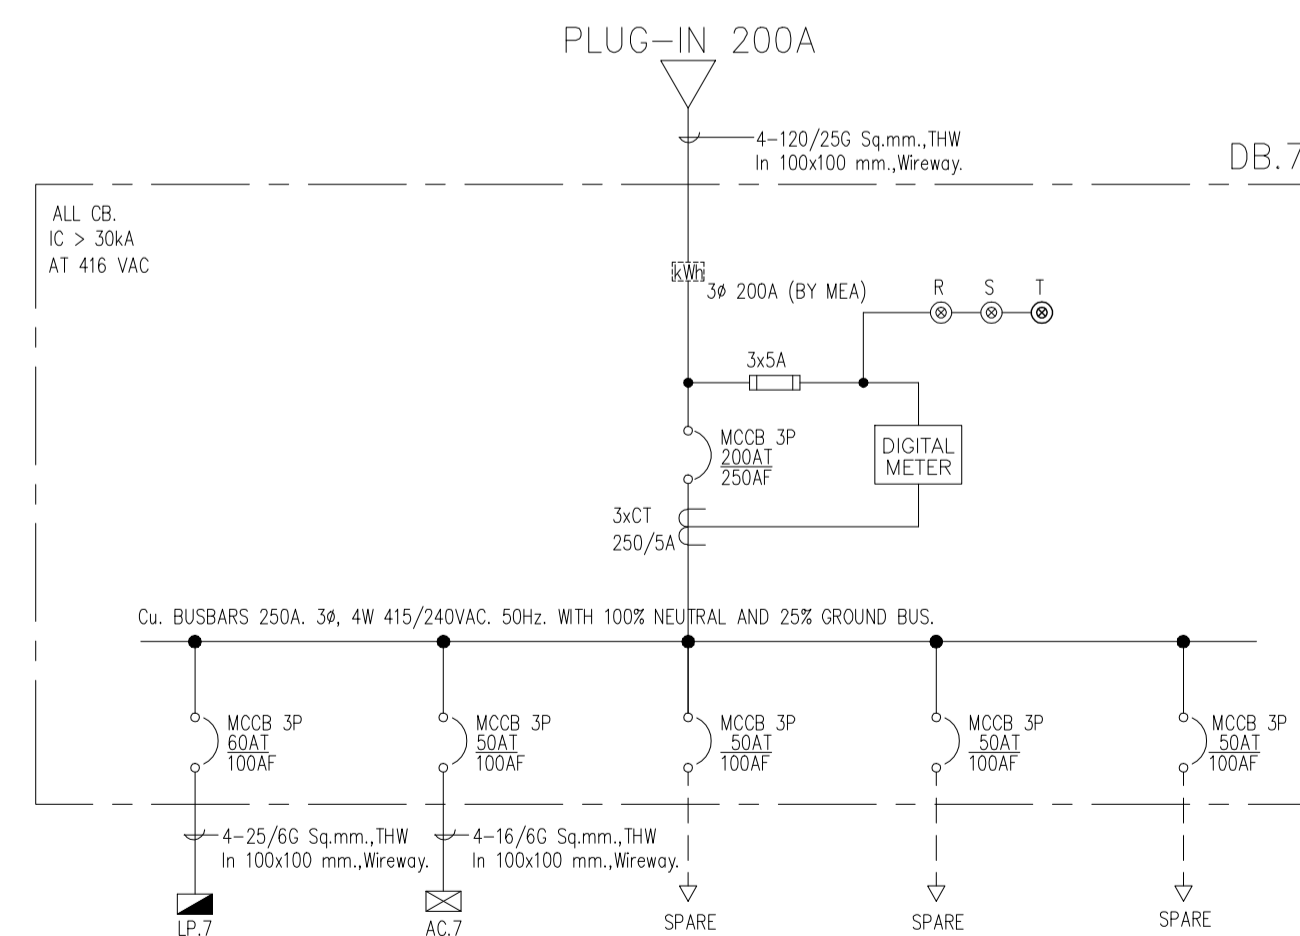 PLUG-IN 200A
4-120/25G Sq.mm.,THW
In 100x100 mm.,Wireway.
DB.7
ALL CB.
IC > 30kA
AT 416 VAC
kWh
3ø 200A (BY MEA)
R S T
3x5A
MCCB 3P
200AT
250AF
DIGITAL
METER
3xCT
250/5A
Cu. BUSBARS 250A. 3ø, 4W 415/240VAC. 50Hz. WITH 100% NEUTRAL AND 25% GROUND BUS.
MCCB 3P
60AT
100AF
MCCB 3P
50AT
100AF
MCCB 3P
50AT
100AF
MCCB 3P
50AT
100AF
MCCB 3P
50AT
100AF
4-25/6G Sq.mm.,THW
In 100x100 mm.,Wireway.
4-16/6G Sq.mm.,THW
In 100x100 mm.,Wireway.
LP.7
AC.7
SPARE
SPARE
SPARE